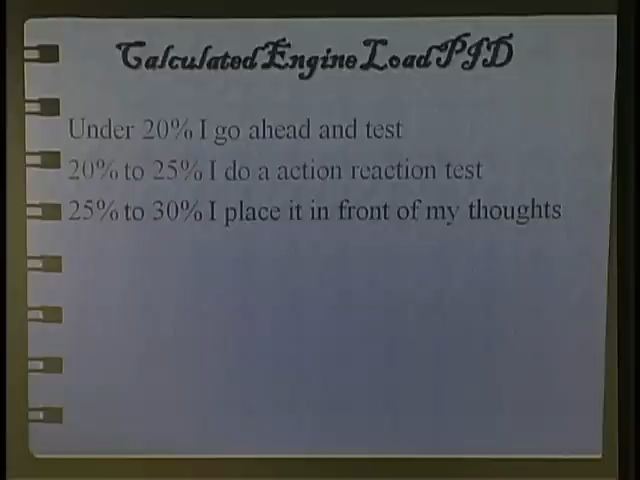 Calculated Engine Load PID
Under 20% I go ahead and test
20% to 25% I do a action reaction test
25% to 30% I place it in front of my thoughts